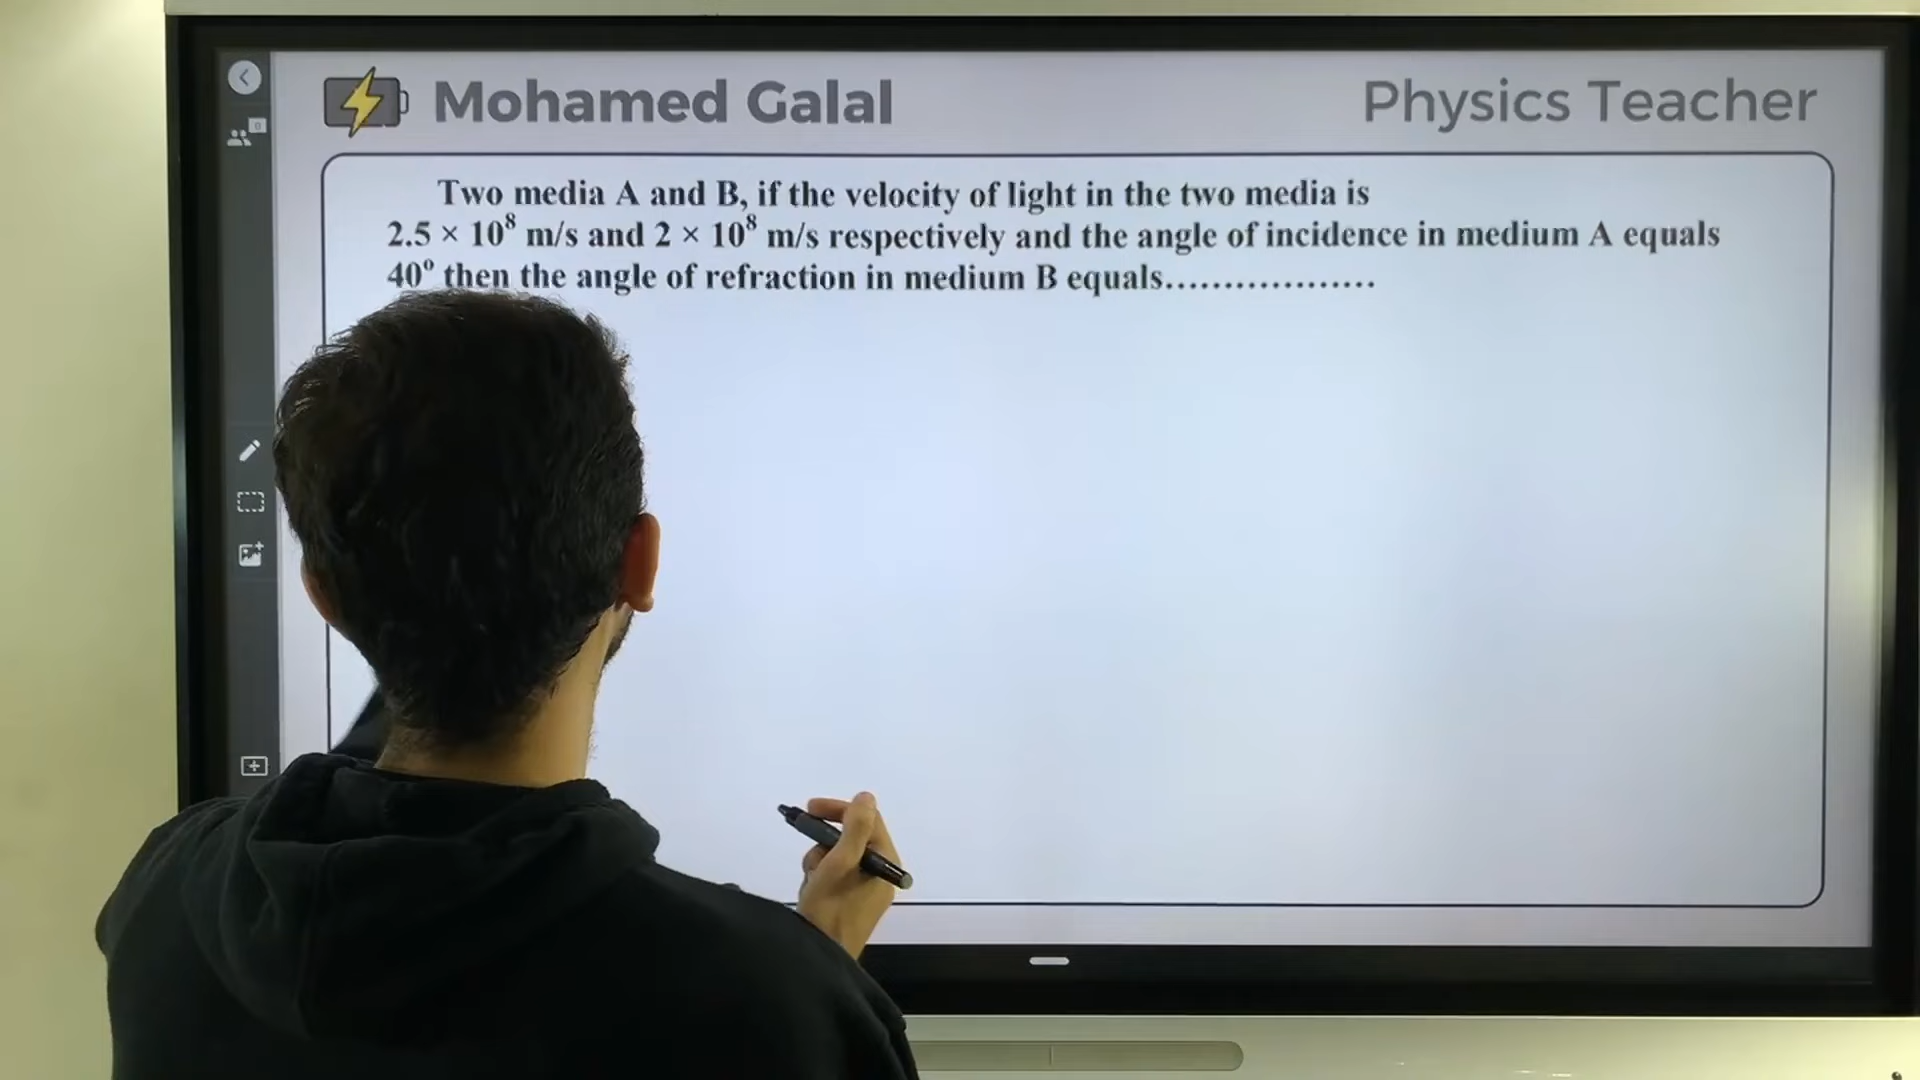 Mohamed Galal
Physics Teacher
Two media A and B, if the velocity of light in the two media is
2.5 × 10⁸ m/s and 2 × 10⁸ m/s respectively and the angle of incidence in medium A equals
40° then the angle of refraction in medium B equals..................
0